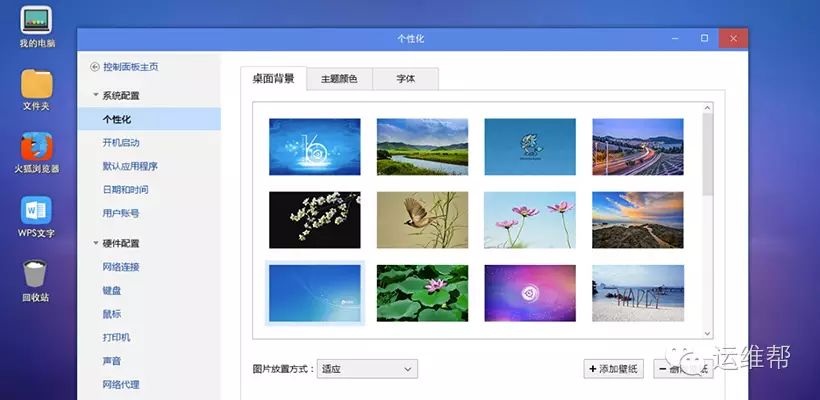 我的电脑
文件夹
火狐浏览器
WPS文字
回收站
个性化
控制面板主页
系统配置
个性化
开机启动
默认应用程序
日期和时间
用户账号
硬件配置
网络连接
键盘
鼠标
打印机
声音
网络代理
桌面背景
主题颜色
字体
图片放置方式：
适应
添加壁纸
运维帮